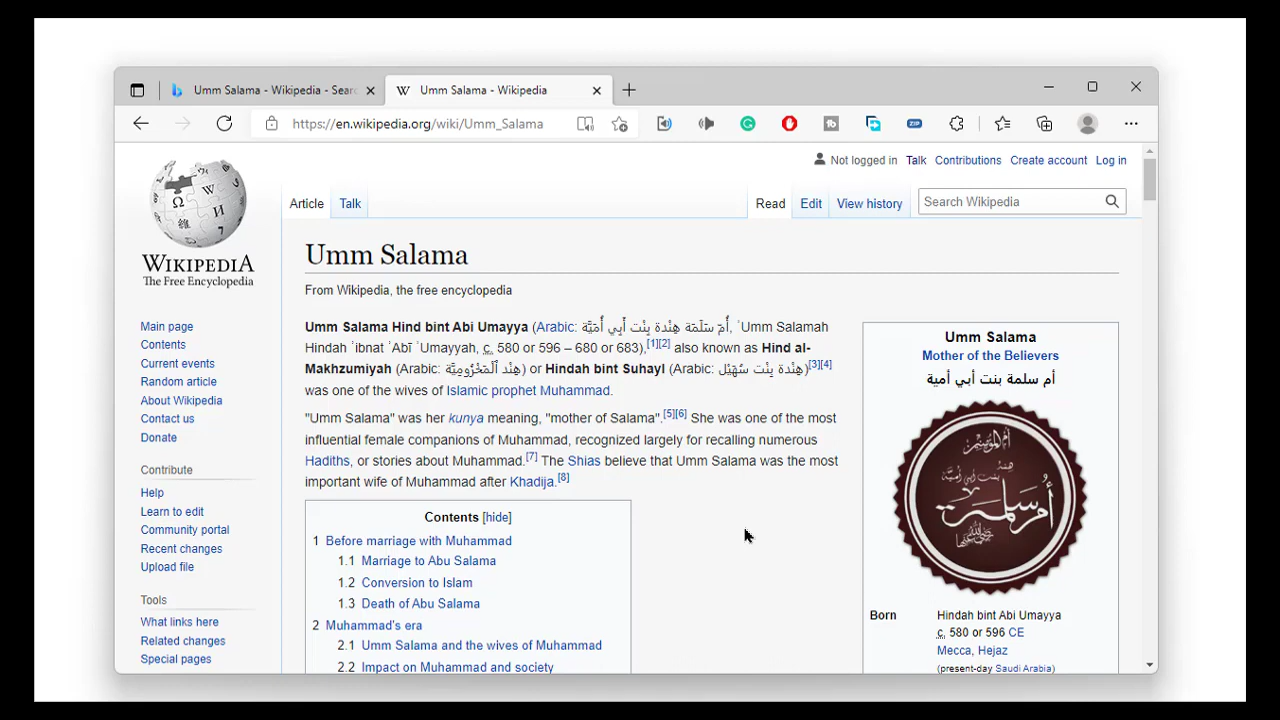 Umm Salama - Wikipedia - Searc
Umm Salama - Wikipedia
https://en.wikipedia.org/wiki/Umm_Salama
Not logged in Talk Contributions Create account Log in
Article Talk Read Edit View history Search Wikipedia
WIKIPEDIA
The Free Encyclopedia
Main page
Contents
Current events
Random article
About Wikipedia
Contact us
Donate
Contribute
Help
Learn to edit
Community portal
Recent changes
Upload file
Tools
What links here
Related changes
Special pages
Umm Salama
From Wikipedia, the free encyclopedia
Umm Salama Hind bint Abi Umayya (Arabic: أُمّ سَلَمَة هِنْدة بِنْت أَبِي أُمَيَّة, ʾUmm Salamah
Hindah ʾibnat ʾAbī ʾUmayyah, c. 580 or 596 – 680 or 683),[1][2] also known as Hind al-
Makhzumiyah (Arabic: هِنْد ٱلْمَخْزُومِيَّة) or Hindah bint Suhayl (Arabic: هِنْدة بِنْت سُهَيْل)[3][4]
was one of the wives of Islamic prophet Muhammad.
"Umm Salama" was her kunya meaning, "mother of Salama".[5][6] She was one of the most
influential female companions of Muhammad, recognized largely for recalling numerous
Hadiths, or stories about Muhammad.[7] The Shias believe that Umm Salama was the most
important wife of Muhammad after Khadija.[8]
Contents [hide]
1 Before marriage with Muhammad
1.1 Marriage to Abu Salama
1.2 Conversion to Islam
1.3 Death of Abu Salama
2 Muhammad's era
2.1 Umm Salama and the wives of Muhammad
2.2 Impact on Muhammad and society
Umm Salama
Mother of the Believers
أم سلمة بنت أبي أمية
هند بنت أبي أمية
أم سلمة
Born Hindah bint Abi Umayya
c. 580 or 596 CE
Mecca, Hejaz
(present-day Saudi Arabia)